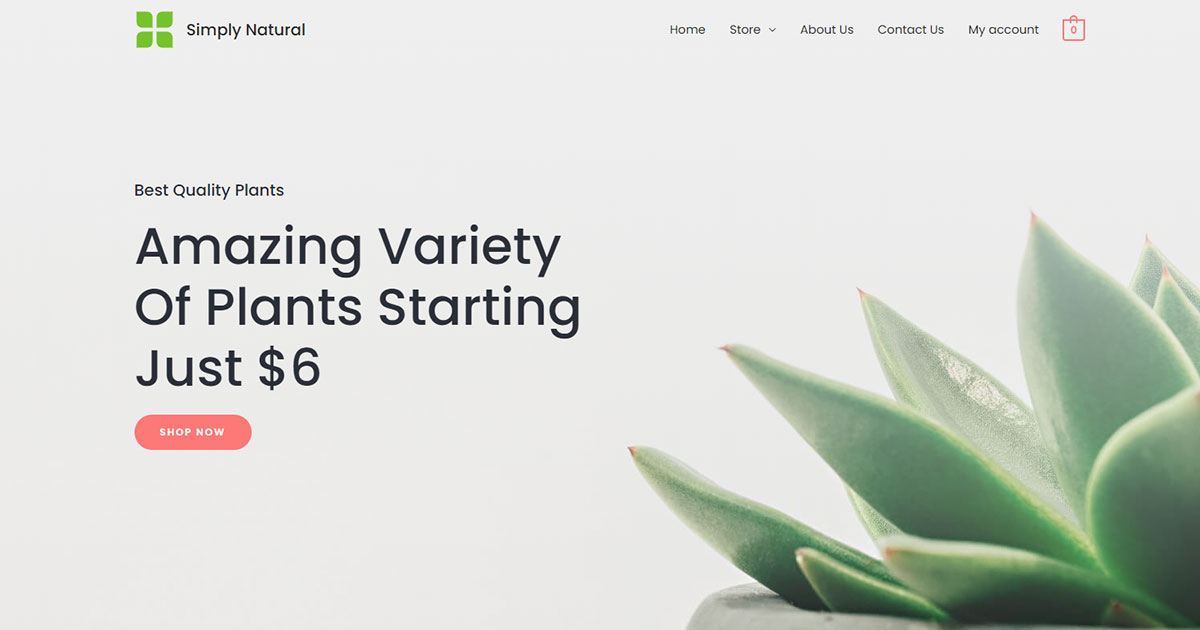 Simply Natural
Home Store About Us Contact Us My account 0
Best Quality Plants
Amazing Variety
Of Plants Starting
Just $6
SHOP NOW